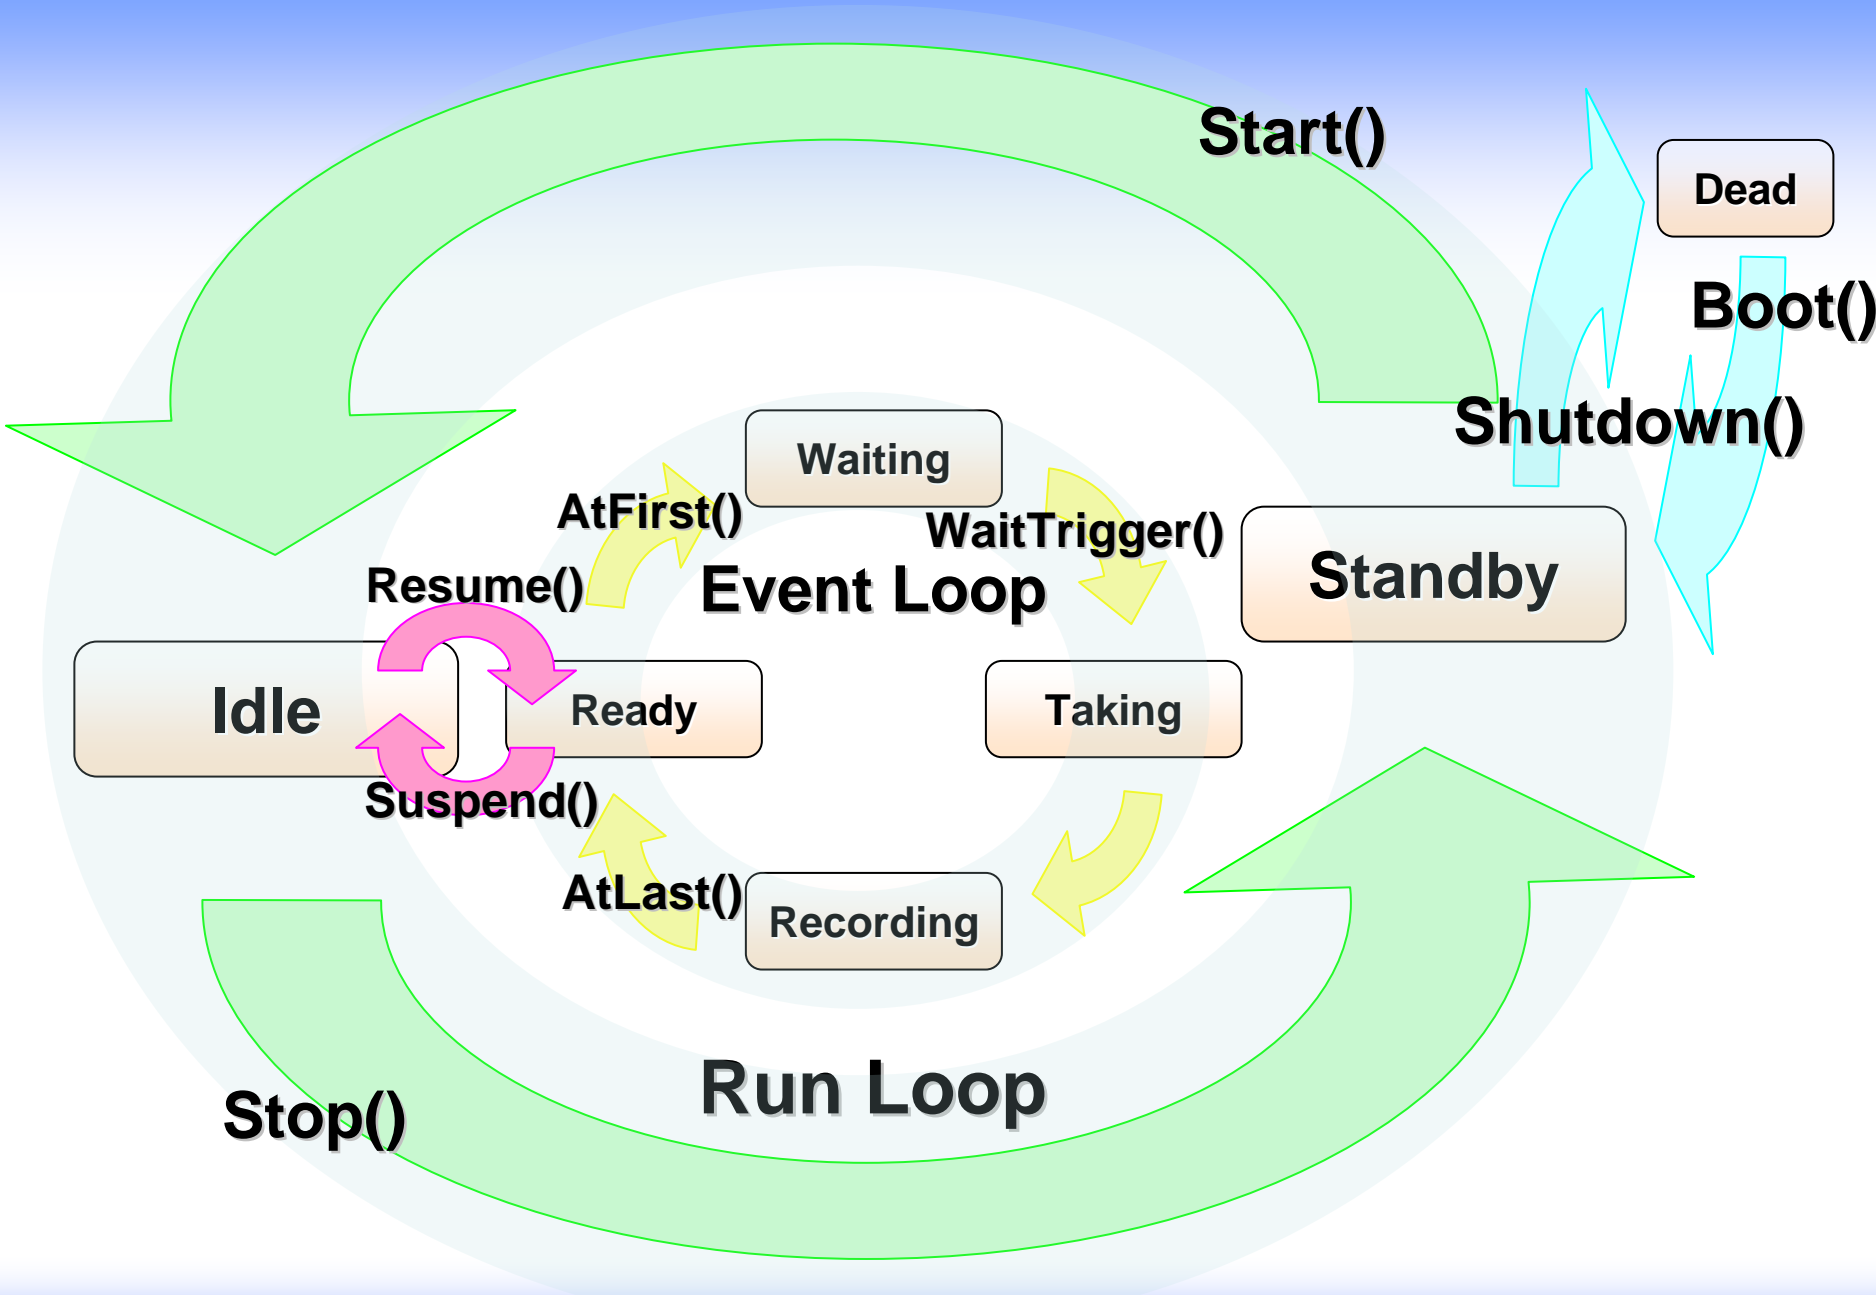 Start()
Dead
Boot()
Shutdown()
Waiting
AtFirst()
WaitTrigger()
Resume()
Event Loop
Standby
Idle
Ready
Taking
Suspend()
AtLast()
Recording
Run Loop
Stop()